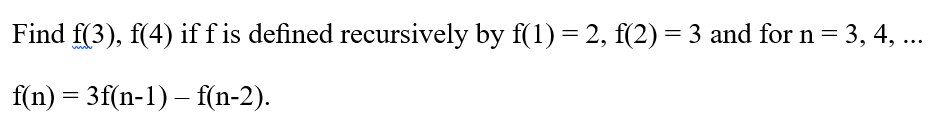 Find f(3), f(4) if f is defined recursively by f(1) = 2, f(2) = 3 and for n = 3, 4, ...
f(n) = 3f(n-1) – f(n-2).